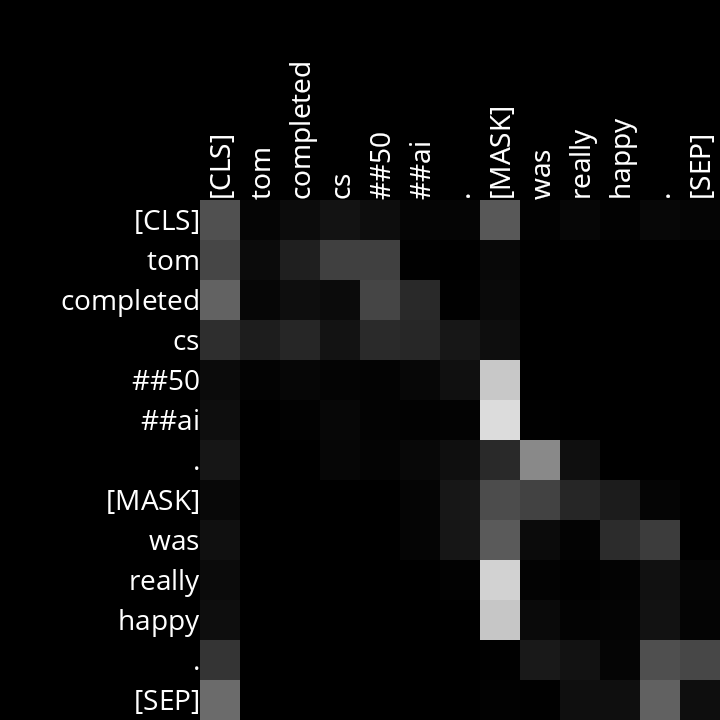 [CLS]
tom
completed
cs
##50
##ai
.
[MASK]
was
really
happy
.
[SEP]
[CLS]
tom
completed
cs
##50
##ai
.
[MASK]
was
really
happy
.
[SEP]